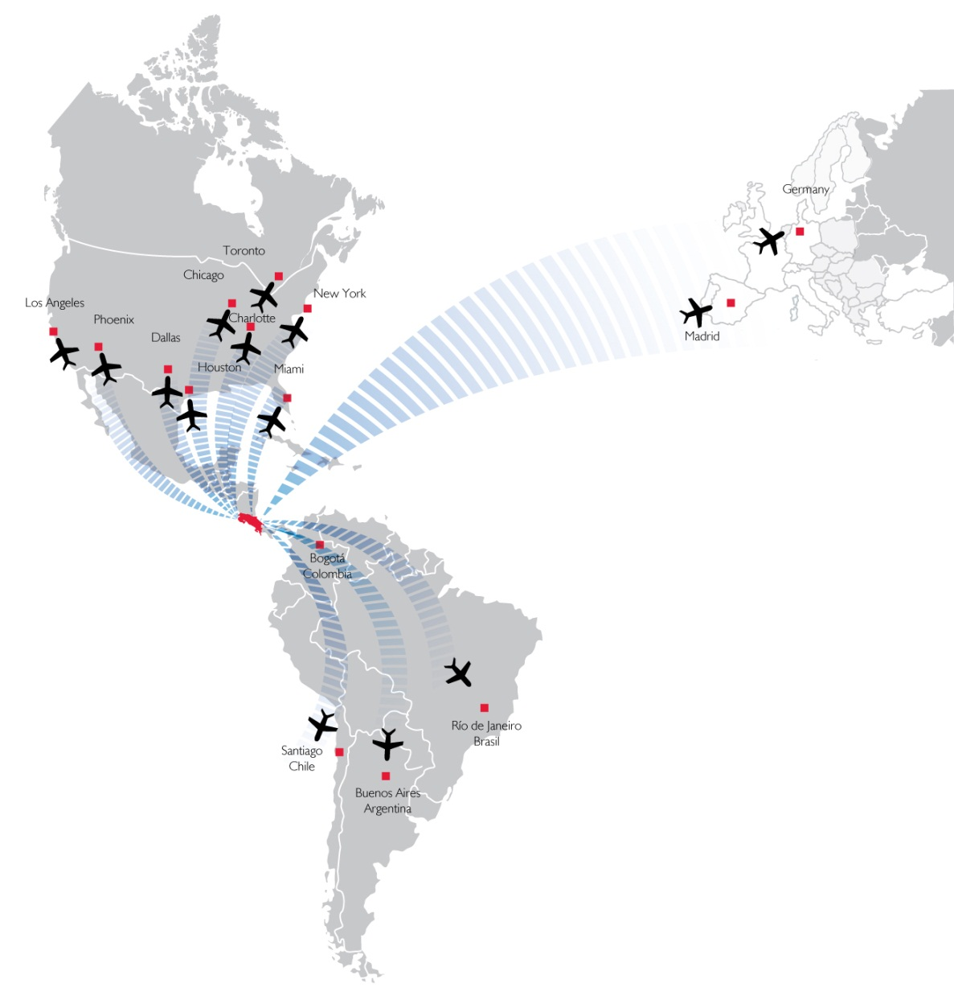 Germany
Toronto
Chicago
New York
Los Angeles
Charlotte
Phoenix
Dallas
Madrid
Houston
Miami
Bogotá
Colombia
Río de Janeiro
Brasil
Santiago
Chile
Buenos Aires
Argentina